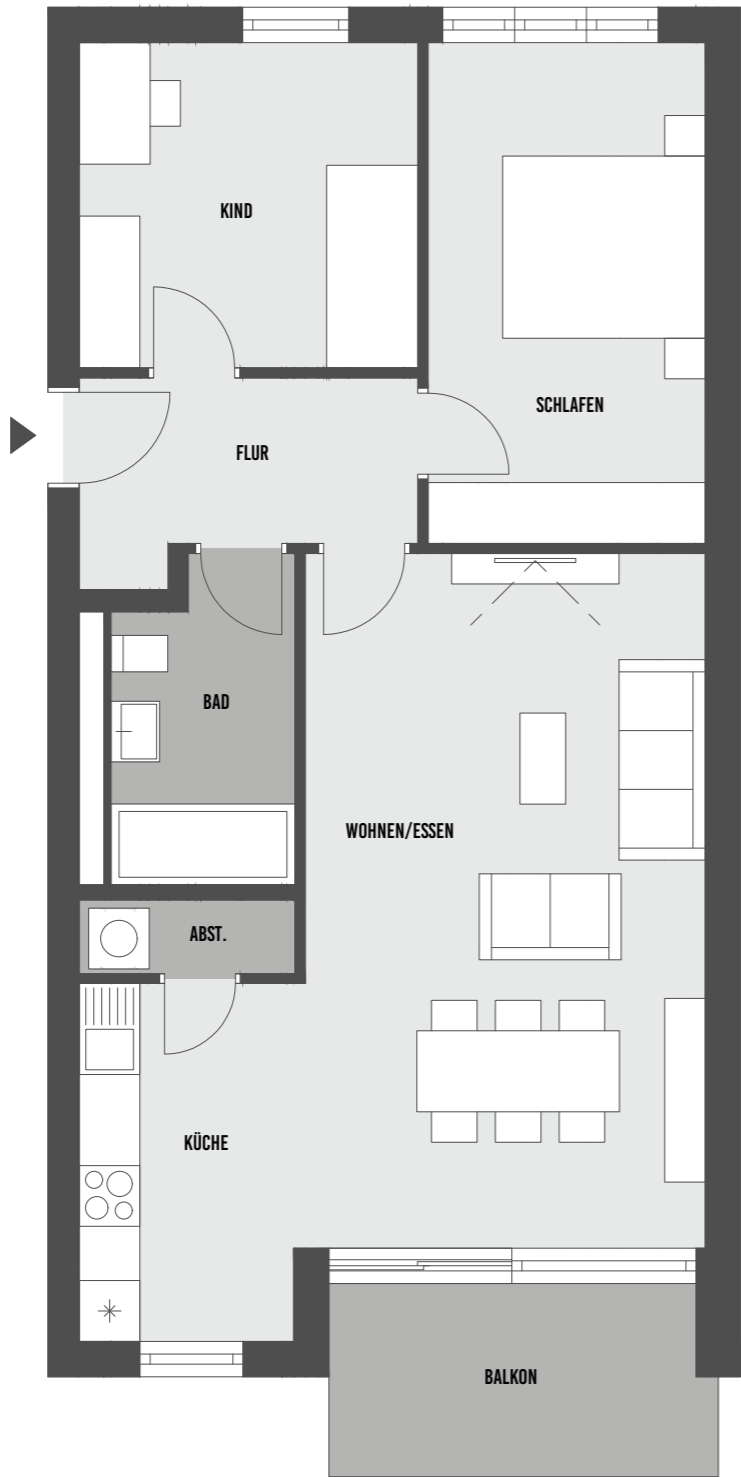 KIND
SCHLAFEN
FLUR
BAD
WOHNEN/ESSEN
ABST.
KÜCHE
BALKON